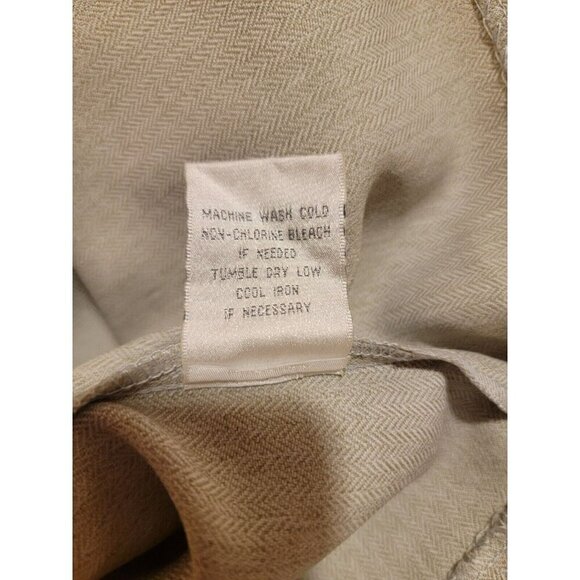 MACHINE WASH COLD
NON-CHLORINE BLEACH
IF NEEDED
TUMBLE DRY LOW
COOL IRON
IF NECESSARY